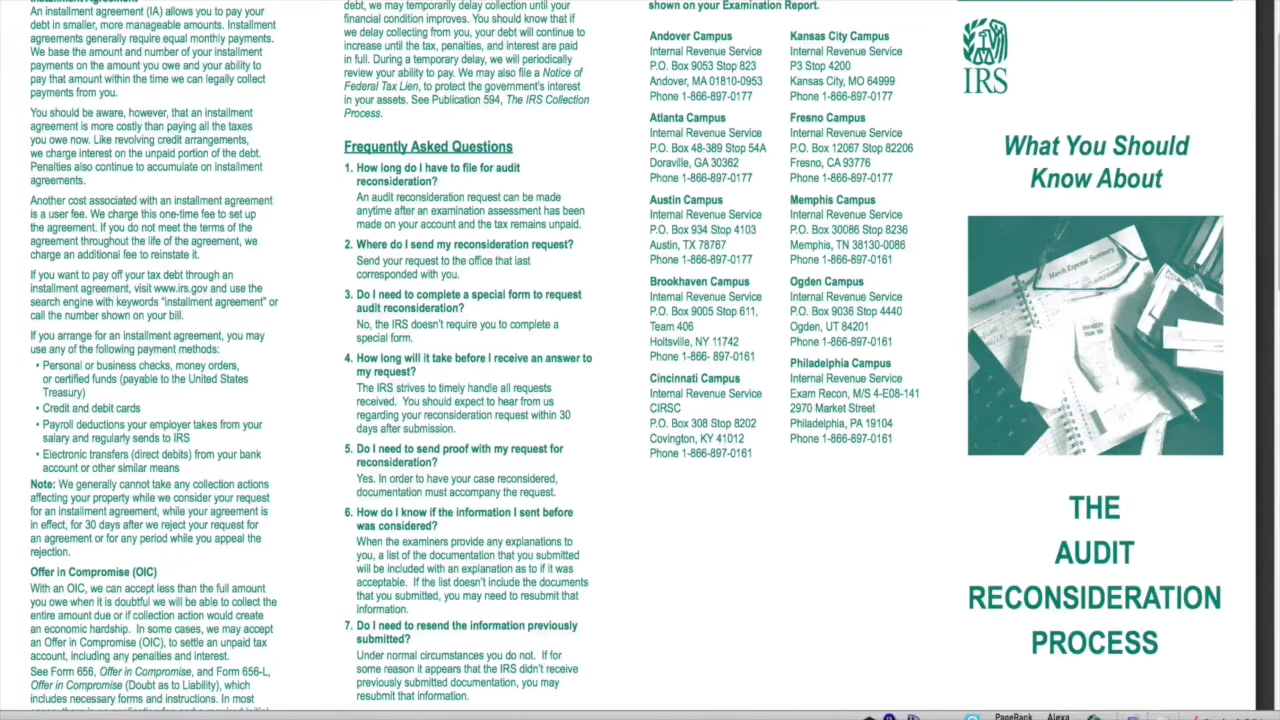 An installment agreement (IA) allows you to pay your
debt in smaller, more manageable amounts. Installment
agreements generally require equal monthly payments.
We base the amount and number of your installment
payments on the amount you owe and your ability to
pay that amount within the time we can legally collect
payments from you.
You should be aware, however, that an installment
agreement is more costly than paying all the taxes
you owe now. Like revolving credit arrangements,
we charge interest on the unpaid portion of the debt.
Penalties also continue to accumulate on installment
agreements.
Another cost associated with an installment agreement
is a user fee. We charge this one-time fee to set up
the agreement. If you do not meet the terms of the
agreement throughout the life of the agreement, we
charge an additional fee to reinstate it.
If you want to pay off your tax debt through an
installment agreement, visit www.irs.gov and use the
search engine with keywords “installment agreement” or
call the number shown on your bill.
If you arrange for an installment agreement, you may
use any of the following payment methods:
• Personal or business checks, money orders,
or certified funds (payable to the United States
Treasury)
• Credit and debit cards
• Payroll deductions your employer takes from your
salary and regularly sends to IRS
• Electronic transfers (direct debits) from your bank
account or other similar means
Note: We generally cannot take any collection actions
affecting your property while we consider your request
for an installment agreement, while your agreement is
in effect, for 30 days after we reject your request for
an agreement or for any period while you appeal the
rejection.
Offer in Compromise (OIC)
With an OIC, we can accept less than the full amount
you owe when it is doubtful we will be able to collect the
entire amount due or if collection action would create
an economic hardship. In some cases, we may accept
an Offer in Compromise (OIC), to settle an unpaid tax
account, including any penalties and interest.
See Form 656, Offer in Compromise, and Form 656-L,
Offer in Compromise (Doubt as to Liability), which
includes necessary forms and instructions. In most
debt, we may temporarily delay collection until your
financial condition improves. You should know that if
we delay collecting from you, your debt will continue to
increase until the tax, penalties, and interest are paid
in full. During a temporary delay, we will periodically
review your ability to pay. We may also file a Notice of
Federal Tax Lien, to protect the government’s interest
in your assets. See Publication 594, The IRS Collection
Process.
Frequently Asked Questions
1. How long do I have to file for audit
reconsideration?
An audit reconsideration request can be made
anytime after an examination assessment has been
made on your account and the tax remains unpaid.
2. Where do I send my reconsideration request?
Send your request to the office that last
corresponded with you.
3. Do I need to complete a special form to request
audit reconsideration?
No, the IRS doesn’t require you to complete a
special form.
4. How long will it take before I receive an answer to
my request?
The IRS strives to timely handle all requests
received. You should expect to hear from us
regarding your reconsideration request within 30
days after submission.
5. Do I need to send proof with my request for
reconsideration?
Yes. In order to have your case reconsidered,
documentation must accompany the request.
6. How do I know if the information I sent before
was considered?
When the examiners provide any explanations to
you, a list of the documentation that you submitted
will be included with an explanation as to if it was
acceptable. If the list doesn’t include the documents
that you submitted, you may need to resubmit that
information.
7. Do I need to resend the information previously
submitted?
Under normal circumstances you do not. If for
some reason it appears that the IRS didn’t receive
previously submitted documentation, you may
resubmit that information.
shown on your Examination Report.
Andover Campus
Internal Revenue Service
P.O. Box 9053 Stop 823
Andover, MA 01810-0953
Phone 1-866-897-0177
Atlanta Campus
Internal Revenue Service
P.O. Box 48-389 Stop 54A
Doraville, GA 30362
Phone 1-866-897-0177
Austin Campus
Internal Revenue Service
P.O. Box 934 Stop 4103
Austin, TX 78767
Phone 1-866-897-0177
Brookhaven Campus
Internal Revenue Service
P.O. Box 9005 Stop 611,
Team 406
Holtsville, NY 11742
Phone 1-866- 897-0161
Cincinnati Campus
Internal Revenue Service
CIRSC
P.O. Box 308 Stop 8202
Covington, KY 41012
Phone 1-866-897-0161
Kansas City Campus
Internal Revenue Service
P3 Stop 4200
Kansas City, MO 64999
Phone 1-866-897-0177
Fresno Campus
Internal Revenue Service
P.O. Box 12067 Stop 82206
Fresno, CA 93776
Phone 1-866-897-0177
Memphis Campus
Internal Revenue Service
P.O. Box 30086 Stop 8236
Memphis, TN 38130-0086
Phone 1-866-897-0161
Ogden Campus
Internal Revenue Service
P.O. Box 9036 Stop 4440
Ogden, UT 84201
Phone 1-866-897-0161
Philadelphia Campus
Internal Revenue Service
Exam Recon, M/S 4-E08-141
2970 Market Street
Philadelphia, PA 19104
Phone 1-866-897-0161
IRS
What You Should
Know About
March Expense Summary
THE
AUDIT
RECONSIDERATION
PROCESS
PageRank
Alexa